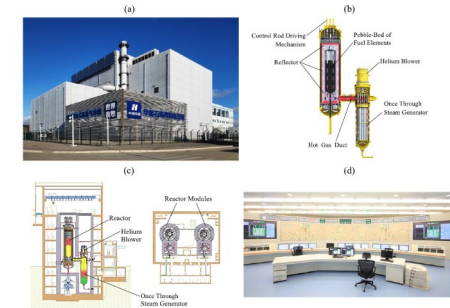 (a)
(b)
Control Rod Driving
Mechanism
Pebble-Bed of
Fuel Elements
Reflector
Helium Blower
Once Through
Steam Generator
Hot Gas Duct
(c)
(d)
Reactor
Helium
Blower
Once Through
Steam Generator
Reactor Modules